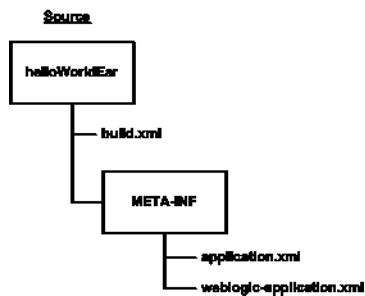 Source
helloWorldEar
build.xml
META-INF
application.xml
weblogic-application.xml